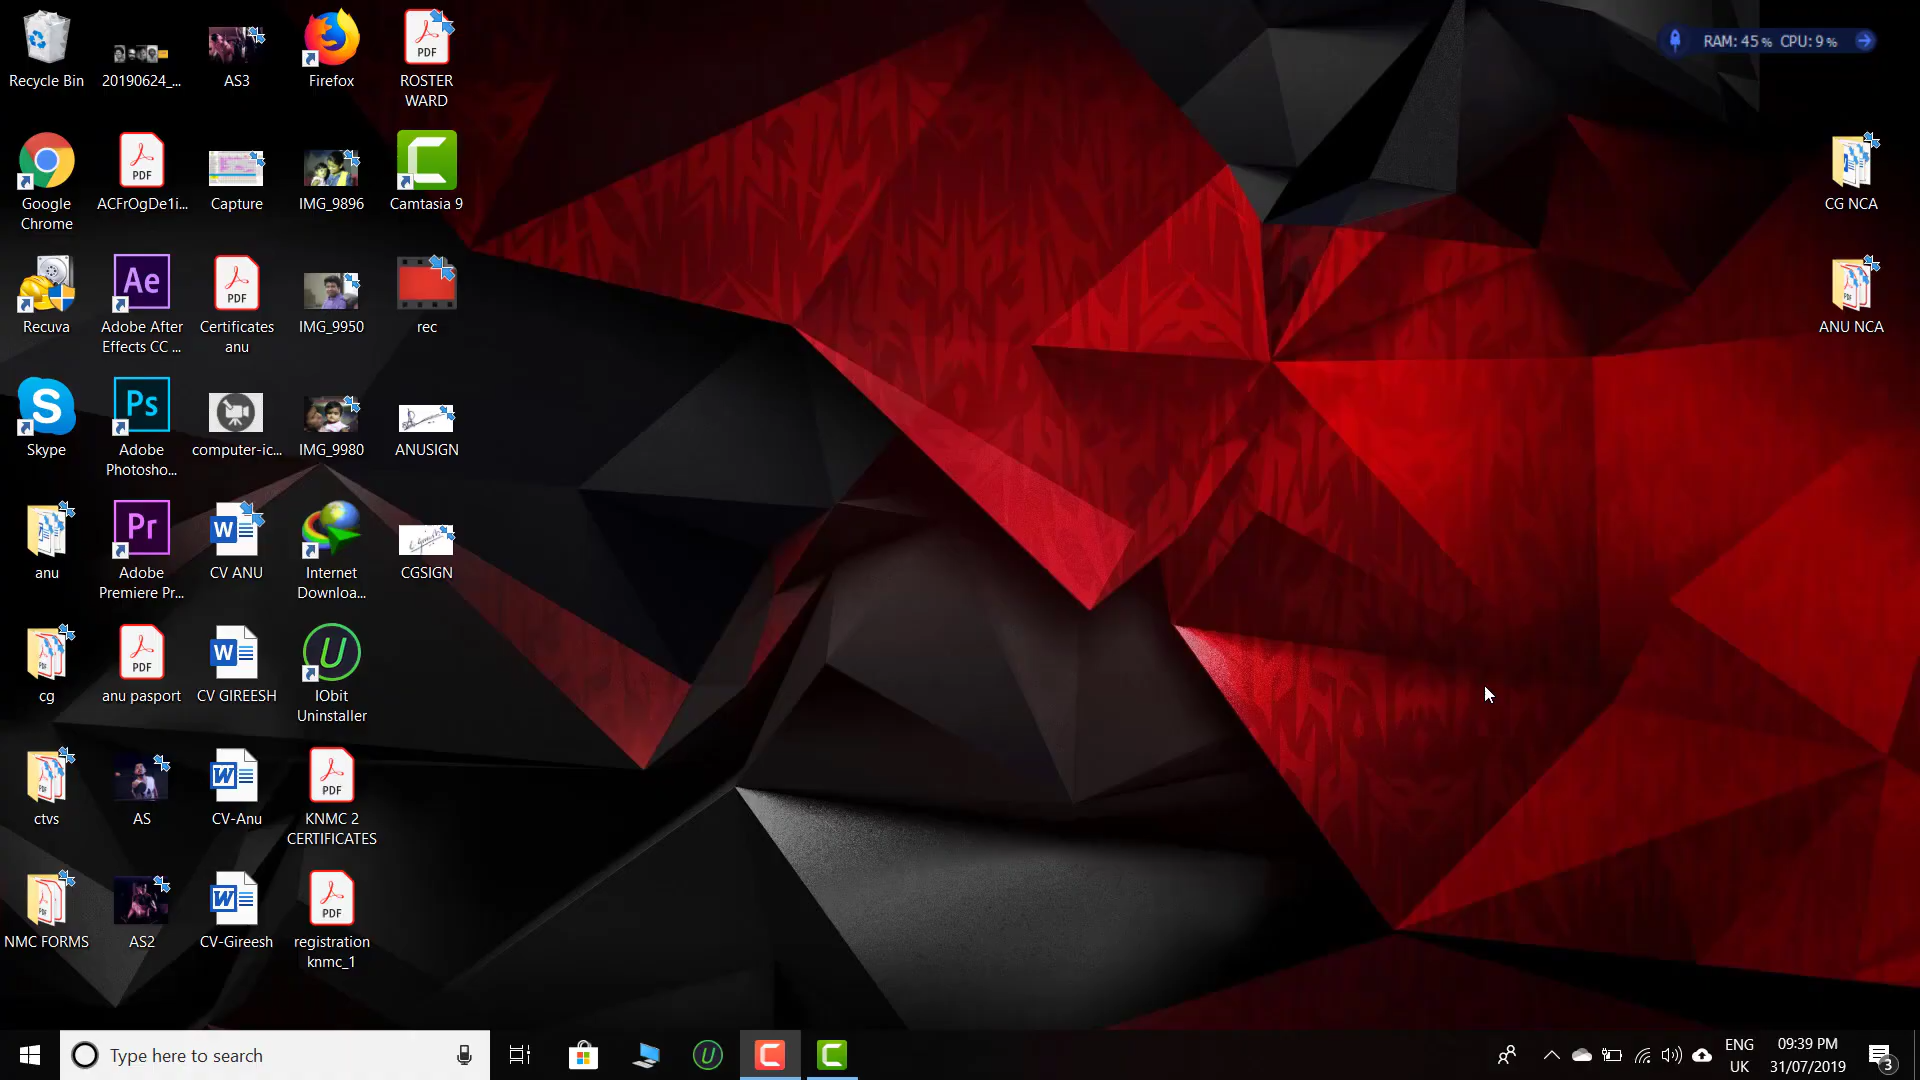 RAM: 45% CPU: 9%
Recycle Bin
20190624_...
AS3
Firefox
PDF
ROSTER
WARD
Google
Chrome
PDF
ACFrOgDe1i...
Capture
IMG_9896
Camtasia 9
CG NCA
Recuva
Ae
Adobe After
Effects CC ...
PDF
Certificates
anu
IMG_9950
rec
ANU NCA
Skype
Ps
Adobe
Photosho...
computer-ic...
IMG_9980
ANUSIGN
anu
Pr
Adobe
Premiere Pr...
CV ANU
Internet
Downloa...
CGSIGN
cg
PDF
anu pasport
CV GIREESH
IObit
Uninstaller
ctvs
AS
CV-Anu
PDF
KNMC 2
CERTIFICATES
NMC FORMS
AS2
CV-Gireesh
PDF
registration
knmc_1
Type here to search
ENG
UK
09:39 PM
31/07/2019
3